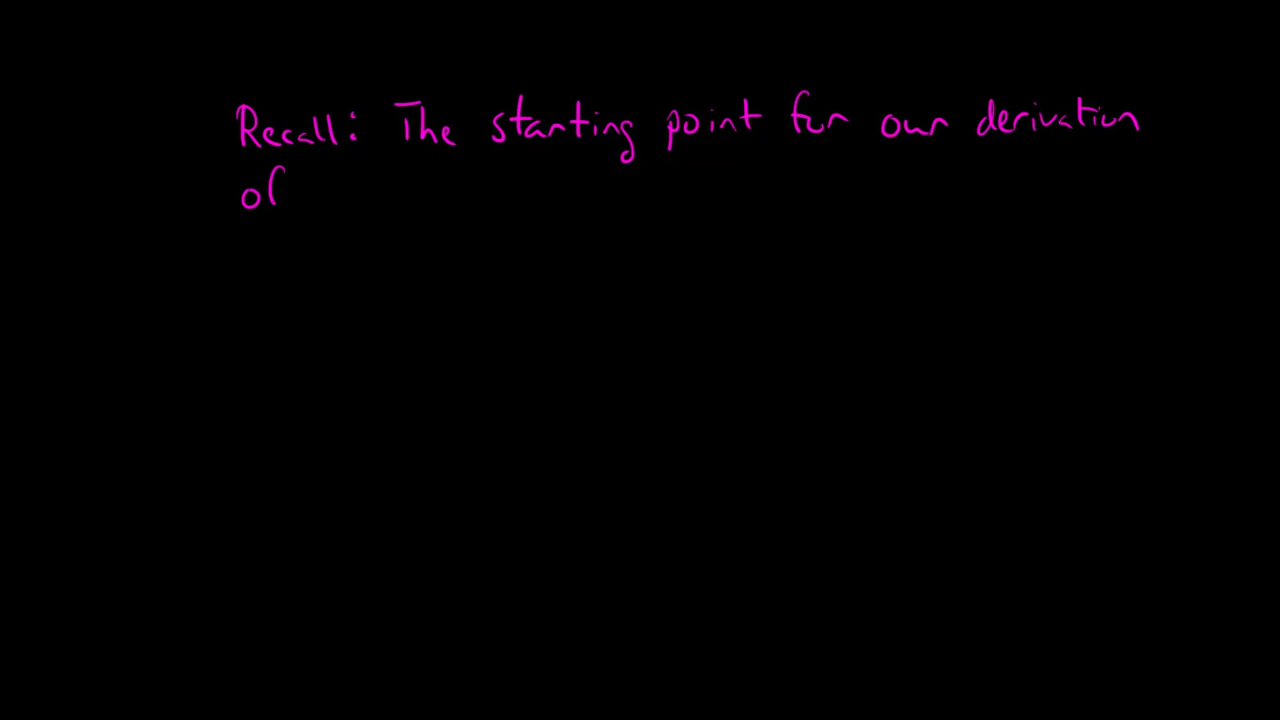 Recall: The starting point for our derivation
of